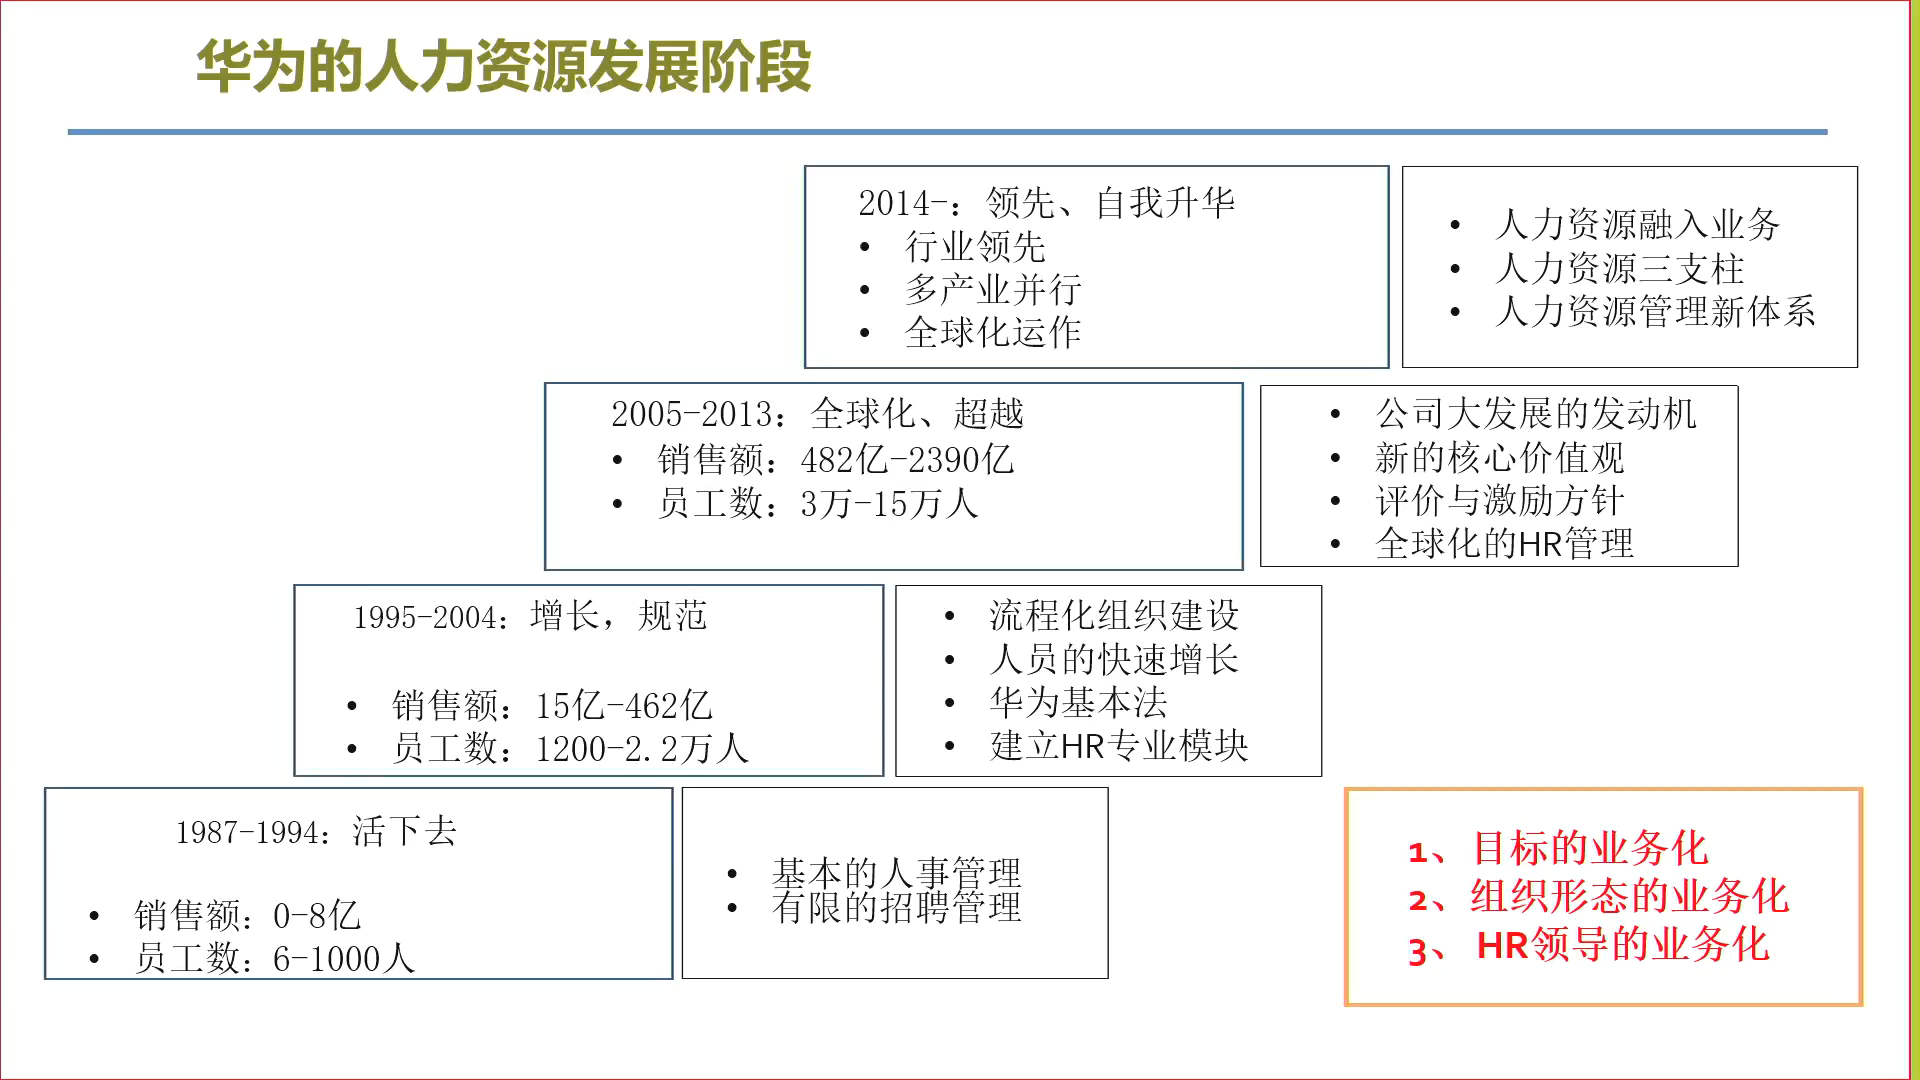 华为的人力资源发展阶段
2014-：领先、自我升华
• 行业领先
• 多产业并行
• 全球化运作
• 人力资源融入业务
• 人力资源三支柱
• 人力资源管理新体系
2005-2013：全球化、超越
• 销售额：482亿-2390亿
• 员工数：3万-15万人
• 公司大发展的发动机
• 新的核心价值观
• 评价与激励方针
• 全球化的HR管理
1995-2004：增长，规范
• 销售额：15亿-462亿
• 员工数：1200-2.2万人
• 流程化组织建设
• 人员的快速增长
• 华为基本法
• 建立HR专业模块
1987-1994：活下去
• 销售额：0-8亿
• 员工数：6-1000人
• 基本的人事管理
• 有限的招聘管理
1、目标的业务化
2、组织形态的业务化
3、HR领导的业务化